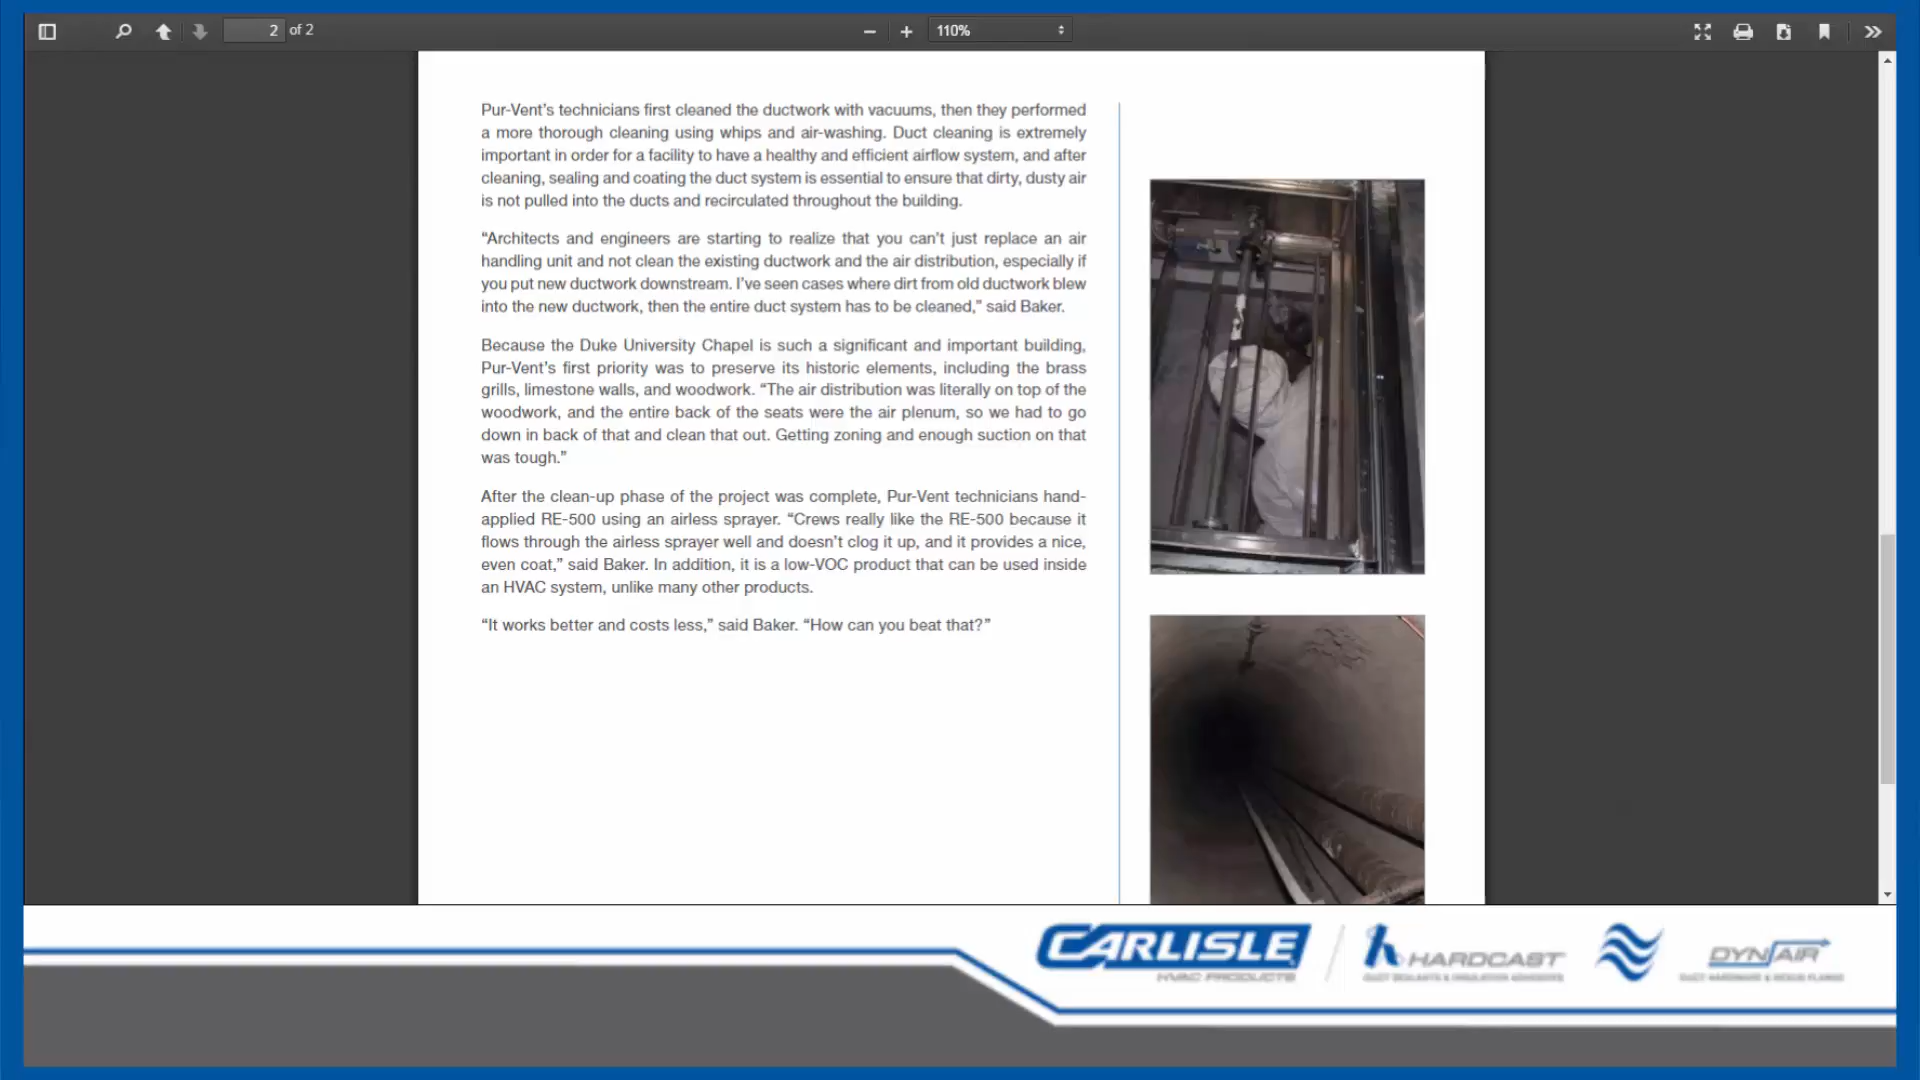 2 of 2
110%
Pur-Vent’s technicians first cleaned the ductwork with vacuums, then they performed
a more thorough cleaning using whips and air-washing. Duct cleaning is extremely
important in order for a facility to have a healthy and efficient airflow system, and after
cleaning, sealing and coating the duct system is essential to ensure that dirty, dusty air
is not pulled into the ducts and recirculated throughout the building.
“Architects and engineers are starting to realize that you can’t just replace an air
handling unit and not clean the existing ductwork and the air distribution, especially if
you put new ductwork downstream. I’ve seen cases where dirt from old ductwork blew
into the new ductwork, then the entire duct system has to be cleaned,” said Baker.
Because the Duke University Chapel is such a significant and important building,
Pur-Vent’s first priority was to preserve its historic elements, including the brass
grills, limestone walls, and woodwork. “The air distribution was literally on top of the
woodwork, and the entire back of the seats were the air plenum, so we had to go
down in back of that and clean that out. Getting zoning and enough suction on that
was tough.”
After the clean-up phase of the project was complete, Pur-Vent technicians hand-
applied RE-500 using an airless sprayer. “Crews really like the RE-500 because it
flows through the airless sprayer well and doesn’t clog it up, and it provides a nice,
even coat,” said Baker. In addition, it is a low-VOC product that can be used inside
an HVAC system, unlike many other products.
“It works better and costs less,” said Baker. “How can you beat that?”
CARLISLE
HVAC PRODUCTS
HARDCAST
DUCT SEALANTS & INSULATION ADHESIVES
DYNAIR
DUCT HARDWARE &